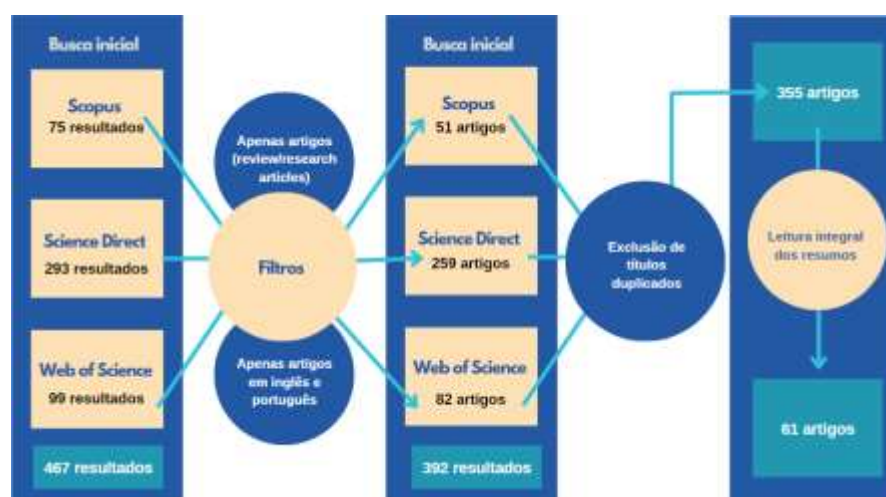 Busca inicial
Scopus
75 resultados
Science Direct
293 resultados
Web of Science
99 resultados
467 resultados
Apenas artigos
(review/research
articles)
Filtros
Apenas artigos
em inglês e
português
Busca inicial
Scopus
51 artigos
Science Direct
259 artigos
Web of Science
82 artigos
392 resultados
Exclusão de
títulos
duplicados
355 artigos
Leitura integral
dos resumos
61 artigos